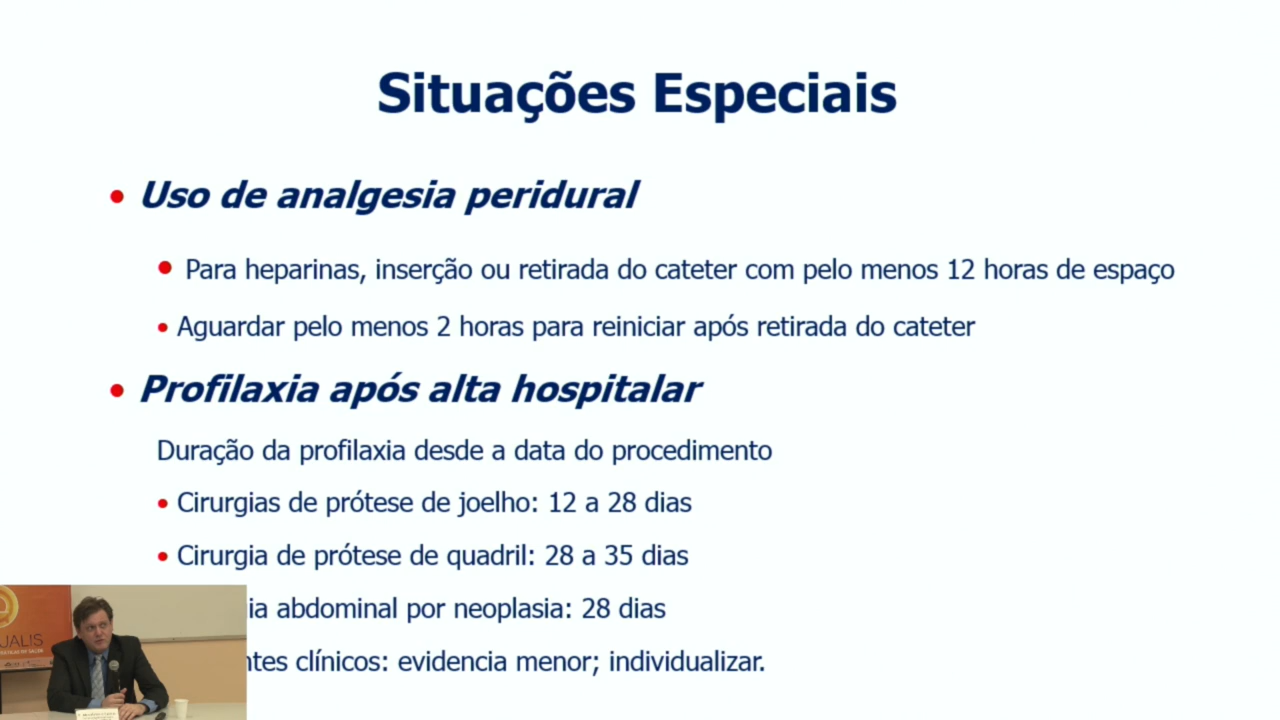 Situações Especiais
Uso de analgesia peridural
Para heparinas, inserção ou retirada do cateter com pelo menos 12 horas de espaço
Aguardar pelo menos 2 horas para reiniciar após retirada do cateter
Profilaxia após alta hospitalar
Duração da profilaxia desde a data do procedimento
Cirurgias de prótese de joelho: 12 a 28 dias
Cirurgia de prótese de quadril: 28 a 35 dias
abdominal por neoplasia: 28 dias
clínicos: evidencia menor; individualizar.